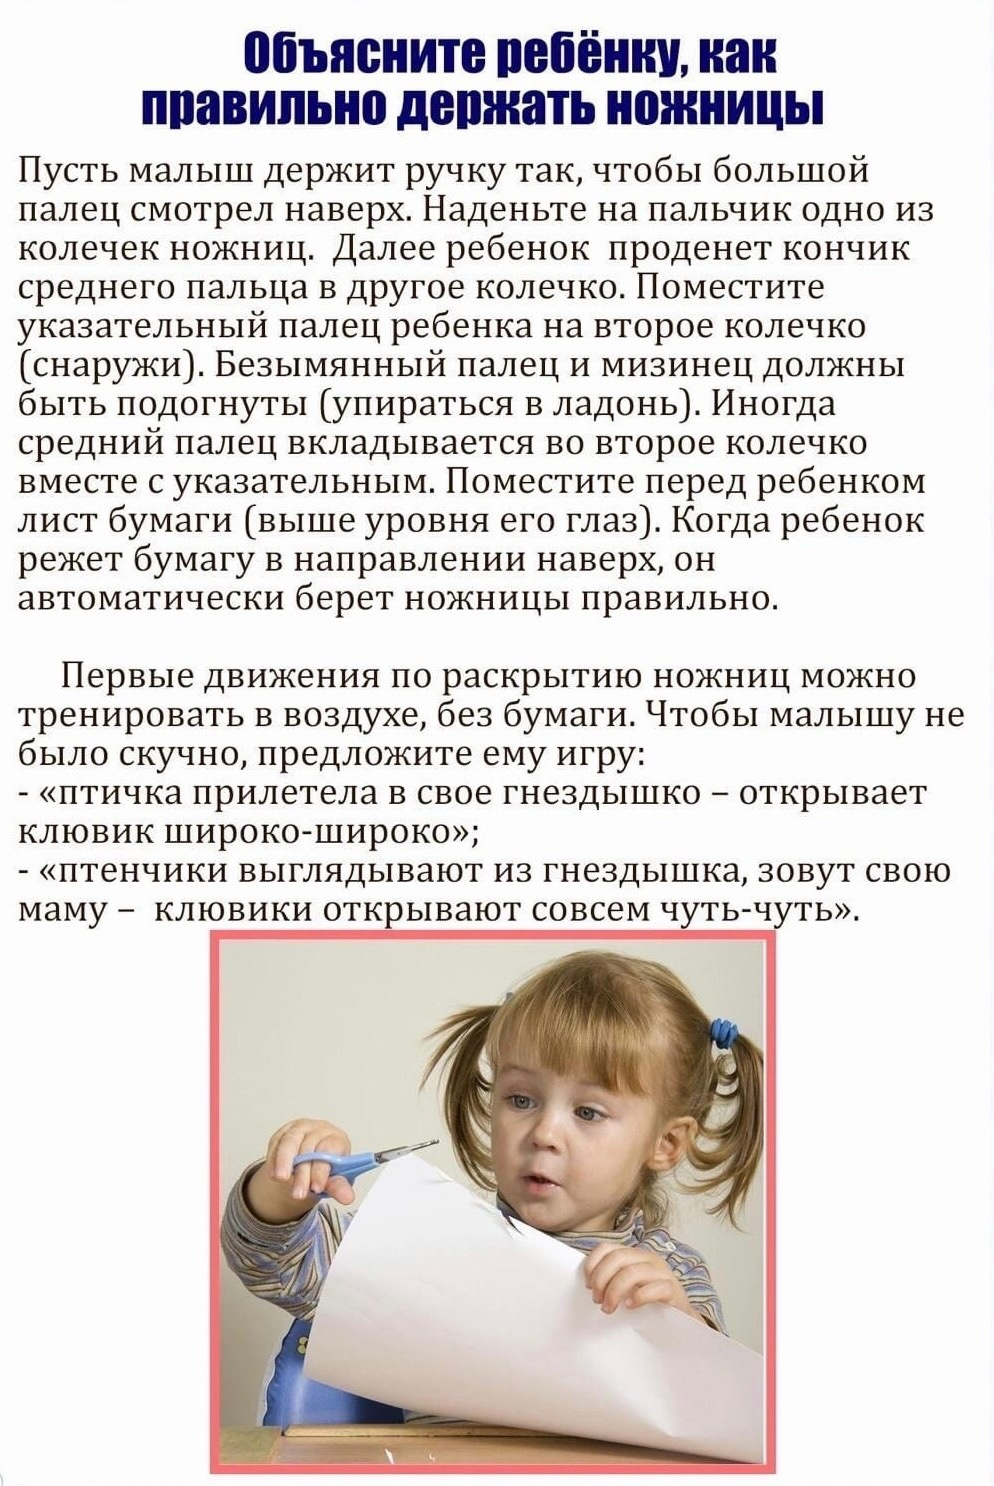 Объясните ребёнку, как
правильно держать ножницы
Пусть малыш держит ручку так, чтобы большой
палец смотрел наверх. Наденьте на пальчик одно из
колечек ножниц. Далее ребенок проденет кончик
среднего пальца в другое колечко. Поместите
указательный палец ребенка на второе колечко
(снаружи). Безымянный палец и мизинец должны
быть подогнуты (упираться в ладонь). Иногда
средний палец вкладывается во второе колечко
вместе с указательным. Поместите перед ребенком
лист бумаги (выше уровня его глаз). Когда ребенок
режет бумагу в направлении наверх, он
автоматически берет ножницы правильно.
Первые движения по раскрытию ножниц можно
тренировать в воздухе, без бумаги. Чтобы малышу не
было скучно, предложите ему игру:
- «птичка прилетела в свое гнездышко – открывает
клювик широко-широко»;
- «птенчики выглядывают из гнездышка, зовут свою
маму – клювики открывают совсем чуть-чуть».